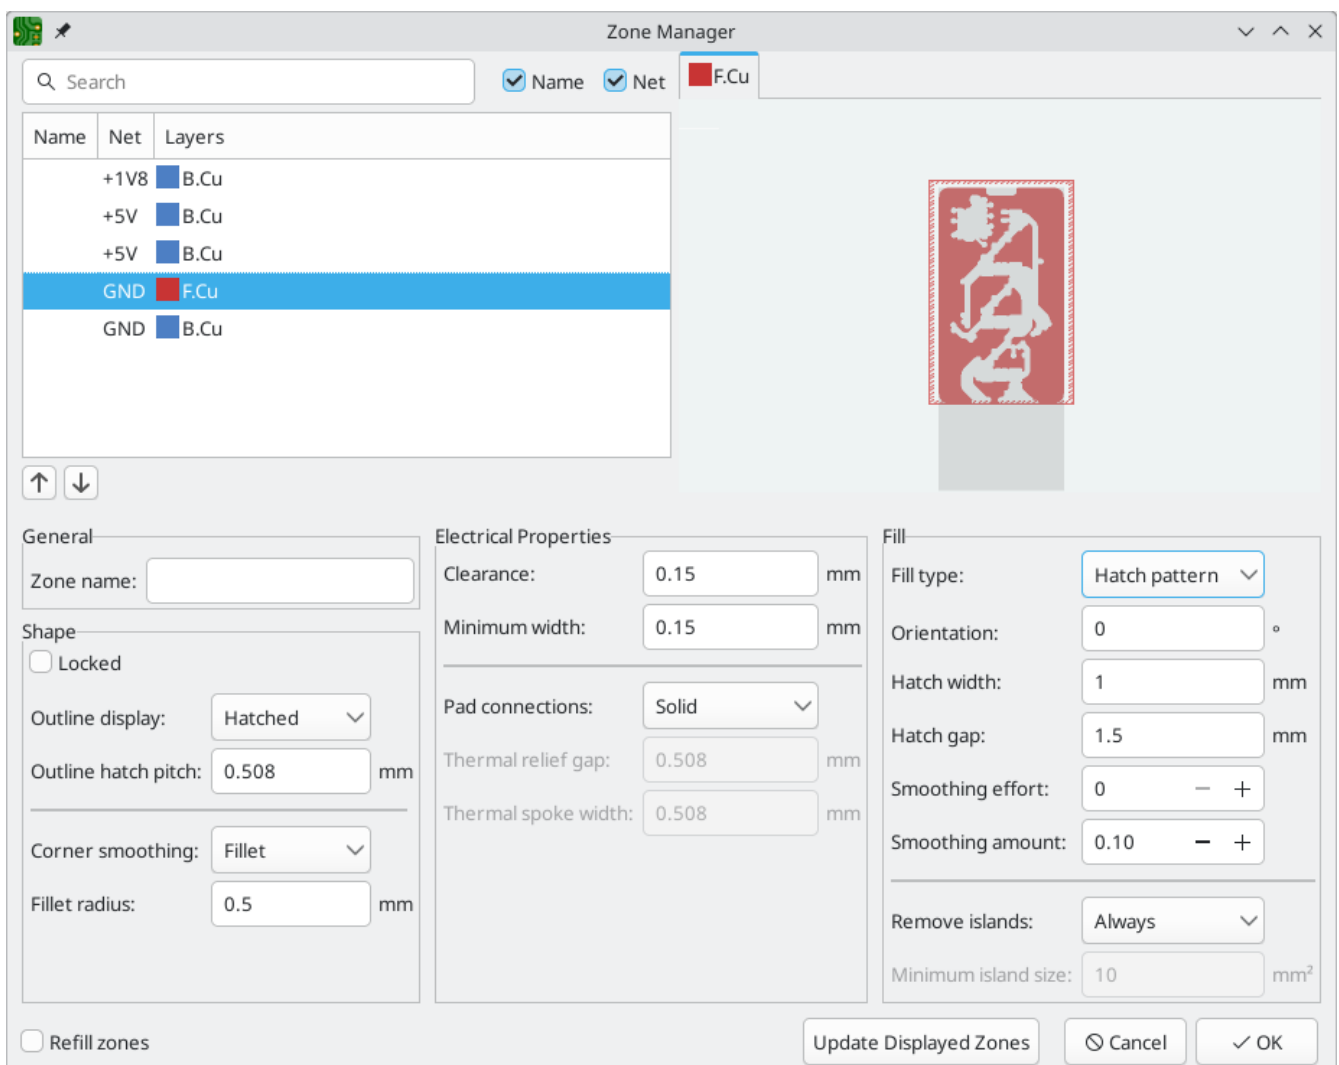 Zone Manager
Search
Name
Net
F.Cu
Name Net Layers
+1V8 B.Cu
+5V B.Cu
+5V B.Cu
GND F.Cu
GND B.Cu
General
Zone name:
Shape
Locked
Outline display: Hatched
Outline hatch pitch: 0.508 mm
Corner smoothing: Fillet
Fillet radius: 0.5 mm
Electrical Properties
Clearance: 0.15 mm
Minimum width: 0.15 mm
Pad connections: Solid
Thermal relief gap: 0.508 mm
Thermal spoke width: 0.508 mm
Fill
Fill type: Hatch pattern
Orientation: 0 °
Hatch width: 1 mm
Hatch gap: 1.5 mm
Smoothing effort: 0
Smoothing amount: 0.10
Remove islands: Always
Minimum island size: 10 mm²
Refill zones
Update Displayed Zones
Cancel
OK